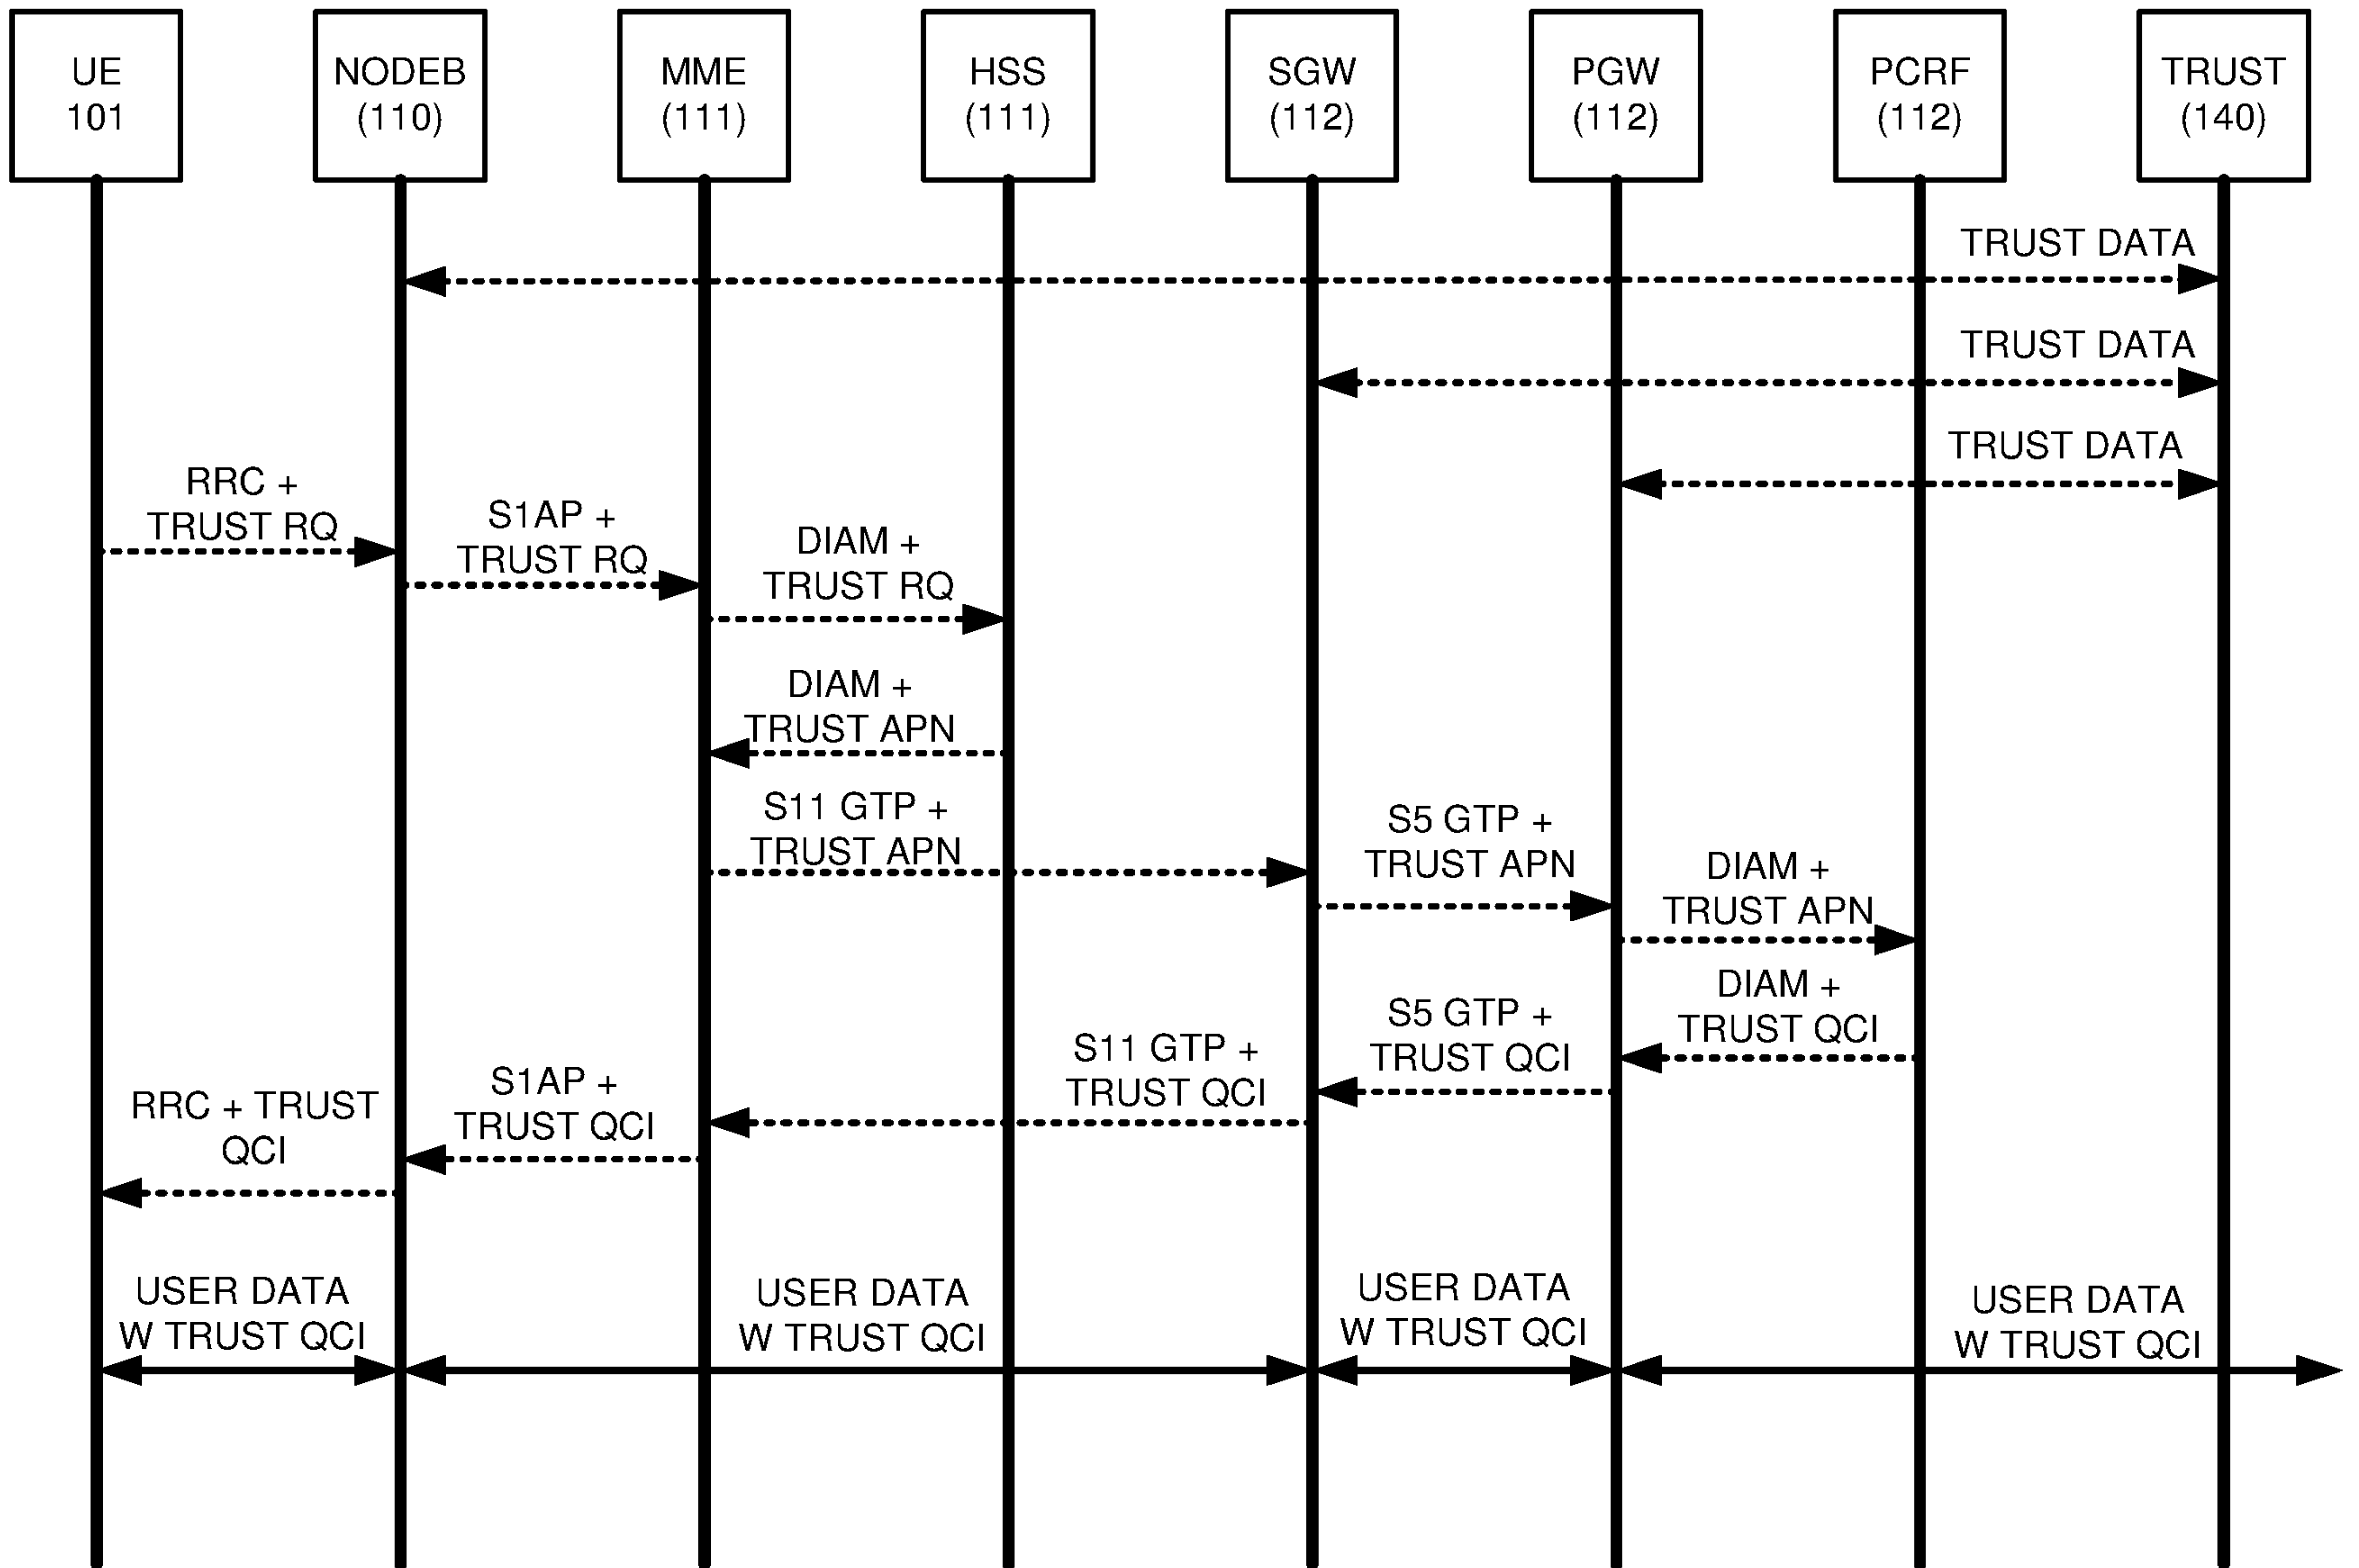 UE
101
NODEB
(110)
MME
(111)
HSS
(111)
SGW
(112)
PGW
(112)
PCRF
(112)
TRUST
(140)
TRUST DATA
TRUST DATA
TRUST DATA
RRC +
TRUST RQ
S1AP +
TRUST RQ
DIAM +
TRUST RQ
DIAM +
TRUST APN
S11 GTP +
TRUST APN
S5 GTP +
TRUST APN
DIAM +
TRUST APN
DIAM +
TRUST QCI
S5 GTP +
TRUST QCI
S11 GTP +
TRUST QCI
S1AP +
TRUST QCI
RRC + TRUST
QCI
USER DATA
W TRUST QCI
USER DATA
W TRUST QCI
USER DATA
W TRUST QCI
USER DATA
W TRUST QCI